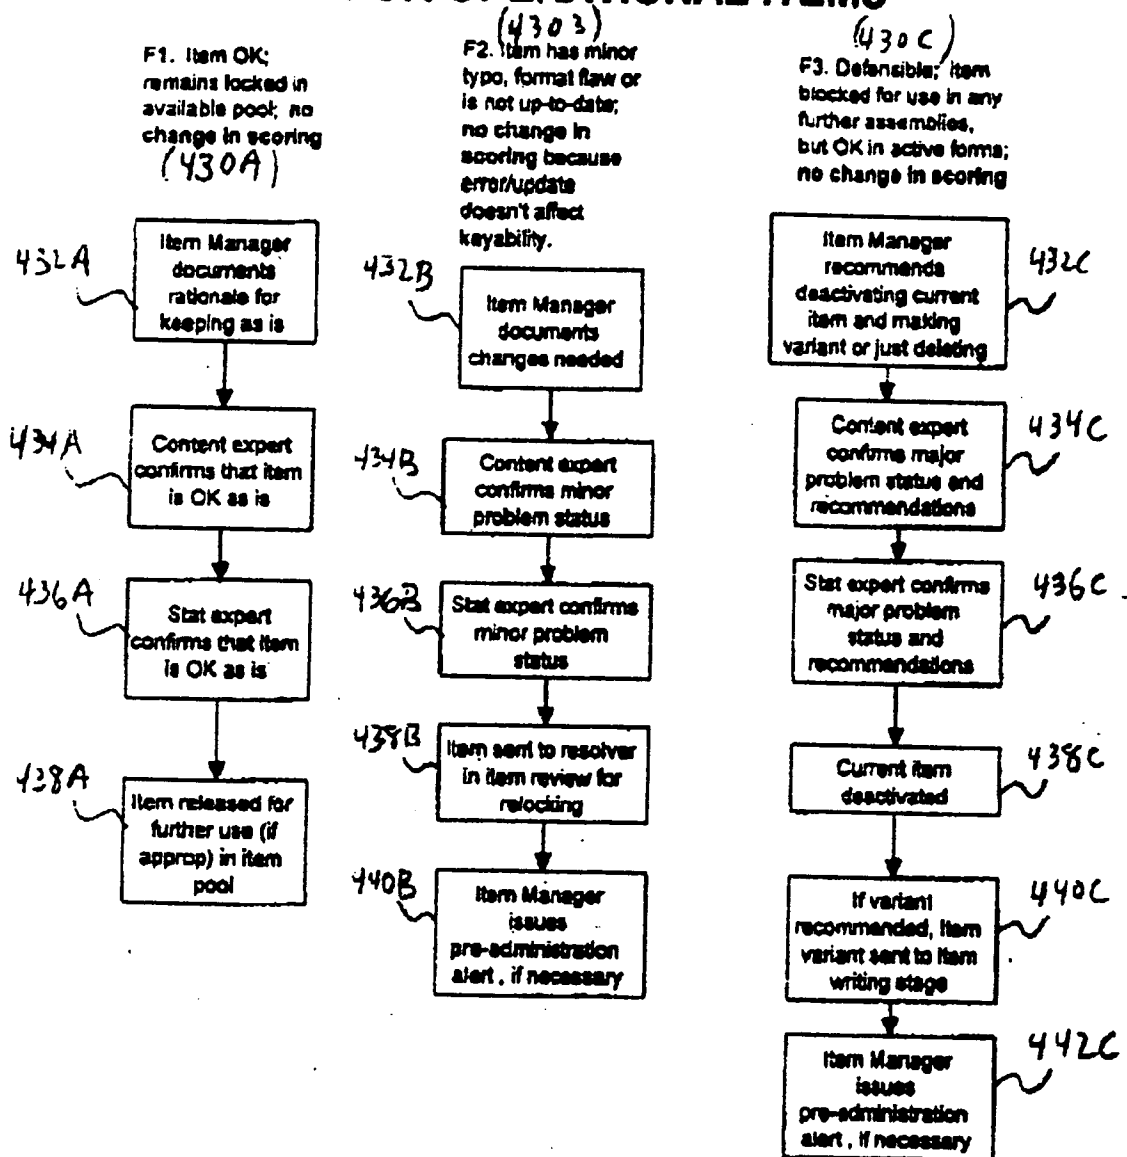 OPERATIONAL ITEMS
(430A)
F1. Item OK;
remains locked in
available pool; no
change in scoring
432A
Item Manager
documents
rationale for
keeping as is
434A
Content expert
confirms that item
is OK as is
436A
Stat expert
confirms that item
is OK as is
438A
Item released for
further use (if
approp) in item
pool
(4303)
F2. Item has minor
typo, format flaw or
is not up-to-date;
no change in
scoring because
error/update
doesn't affect
keyability.
432B
Item Manager
documents
changes needed
434B
Content expert
confirms minor
problem status
436B
Stat expert confirms
minor problem
status
438B
Item sent to resolver
in item review for
relocking
440B
Item Manager
issues
pre-administration
alert, if necessary
(430C)
F3. Defensible; item
blocked for use in any
further assemblies,
but OK in active forms;
no change in scoring
432C
Item Manager
recommends
deactivating current
item and making
variant or just deleting
434C
Content expert
confirms major
problem status and
recommendations
436C
Stat expert confirms
major problem
status and
recommendations
438C
Current item
deactivated
440C
If variant
recommended, item
variant sent to item
writing stage
442C
Item Manager
issues
pre-administration
alert, if necessary